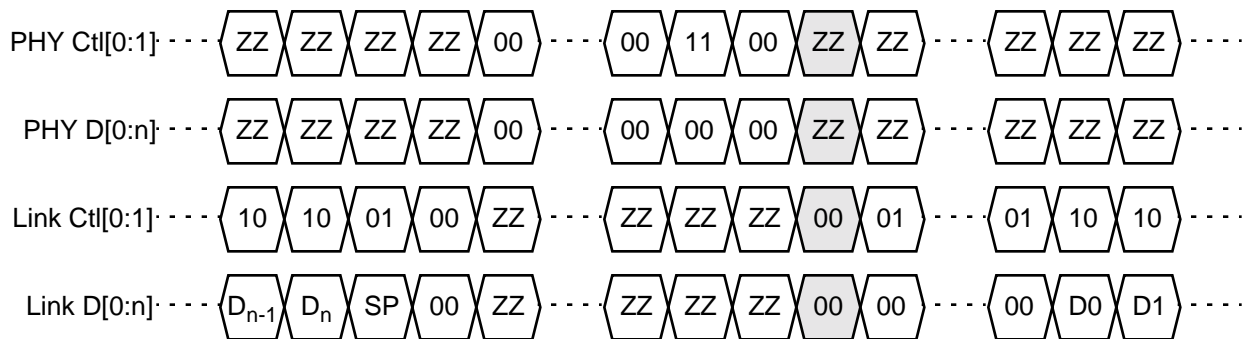 PHY Ctl[0:1] ZZ ZZ ZZ ZZ 00 00 11 00 ZZ ZZ ZZ ZZ ZZ
PHY D[0:n] ZZ ZZ ZZ ZZ 00 00 00 00 ZZ ZZ ZZ ZZ ZZ
Link Ctl[0:1] 10 10 01 00 ZZ ZZ ZZ ZZ 00 01 01 10 10
Link D[0:n] Dn-1 Dn SP 00 ZZ ZZ ZZ ZZ 00 00 00 D0 D1